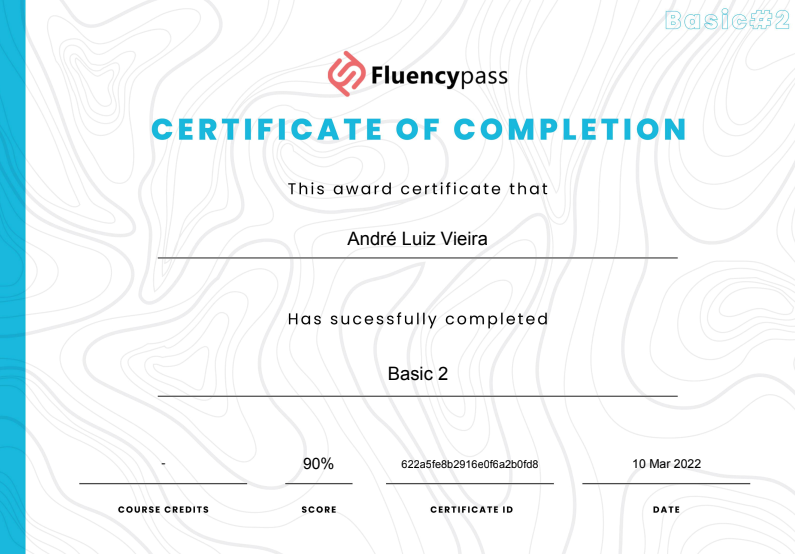 Basic#2
Fluencypass
CERTIFICATE OF COMPLETION
This award certificate that
André Luiz Vieira
Has sucessfully completed
Basic 2
- 90% 622a5fe8b2916e0f6a2b0fd8 10 Mar 2022
COURSE CREDITS SCORE CERTIFICATE ID DATE